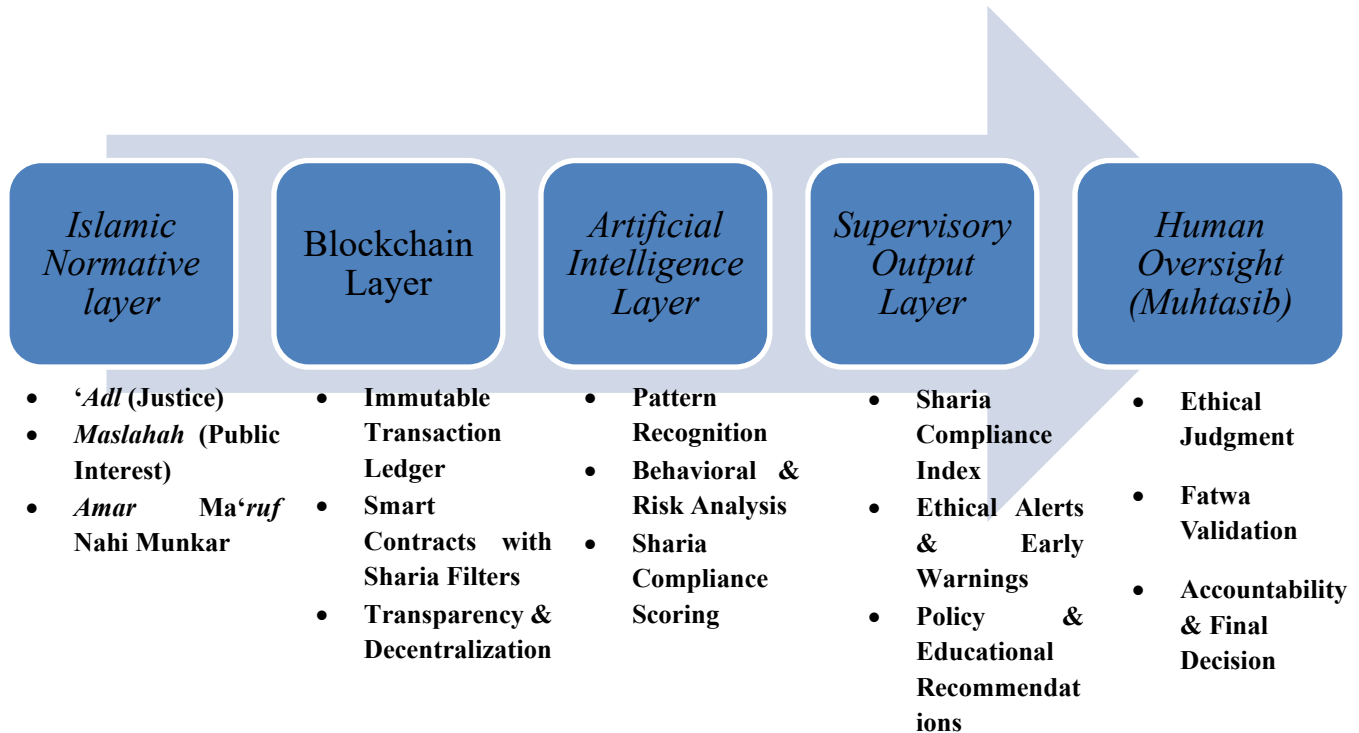 Islamic
Normative
layer
Blockchain
Layer
Artificial
Intelligence
Layer
Supervisory
Output
Layer
Human
Oversight
(Muhtasib)
• ‘Adl (Justice)
• Maslahah (Public
Interest)
• Amar Ma‘ruf
Nahi Munkar
• Immutable
Transaction
Ledger
• Smart
Contracts with
Sharia Filters
• Transparency &
Decentralization
• Pattern
Recognition
• Behavioral &
Risk Analysis
• Sharia
Compliance
Scoring
• Sharia
Compliance
Index
• Ethical Alerts
& Early
Warnings
• Policy &
Educational
Recommendat
ions
• Ethical
Judgment
• Fatwa
Validation
• Accountability
& Final
Decision